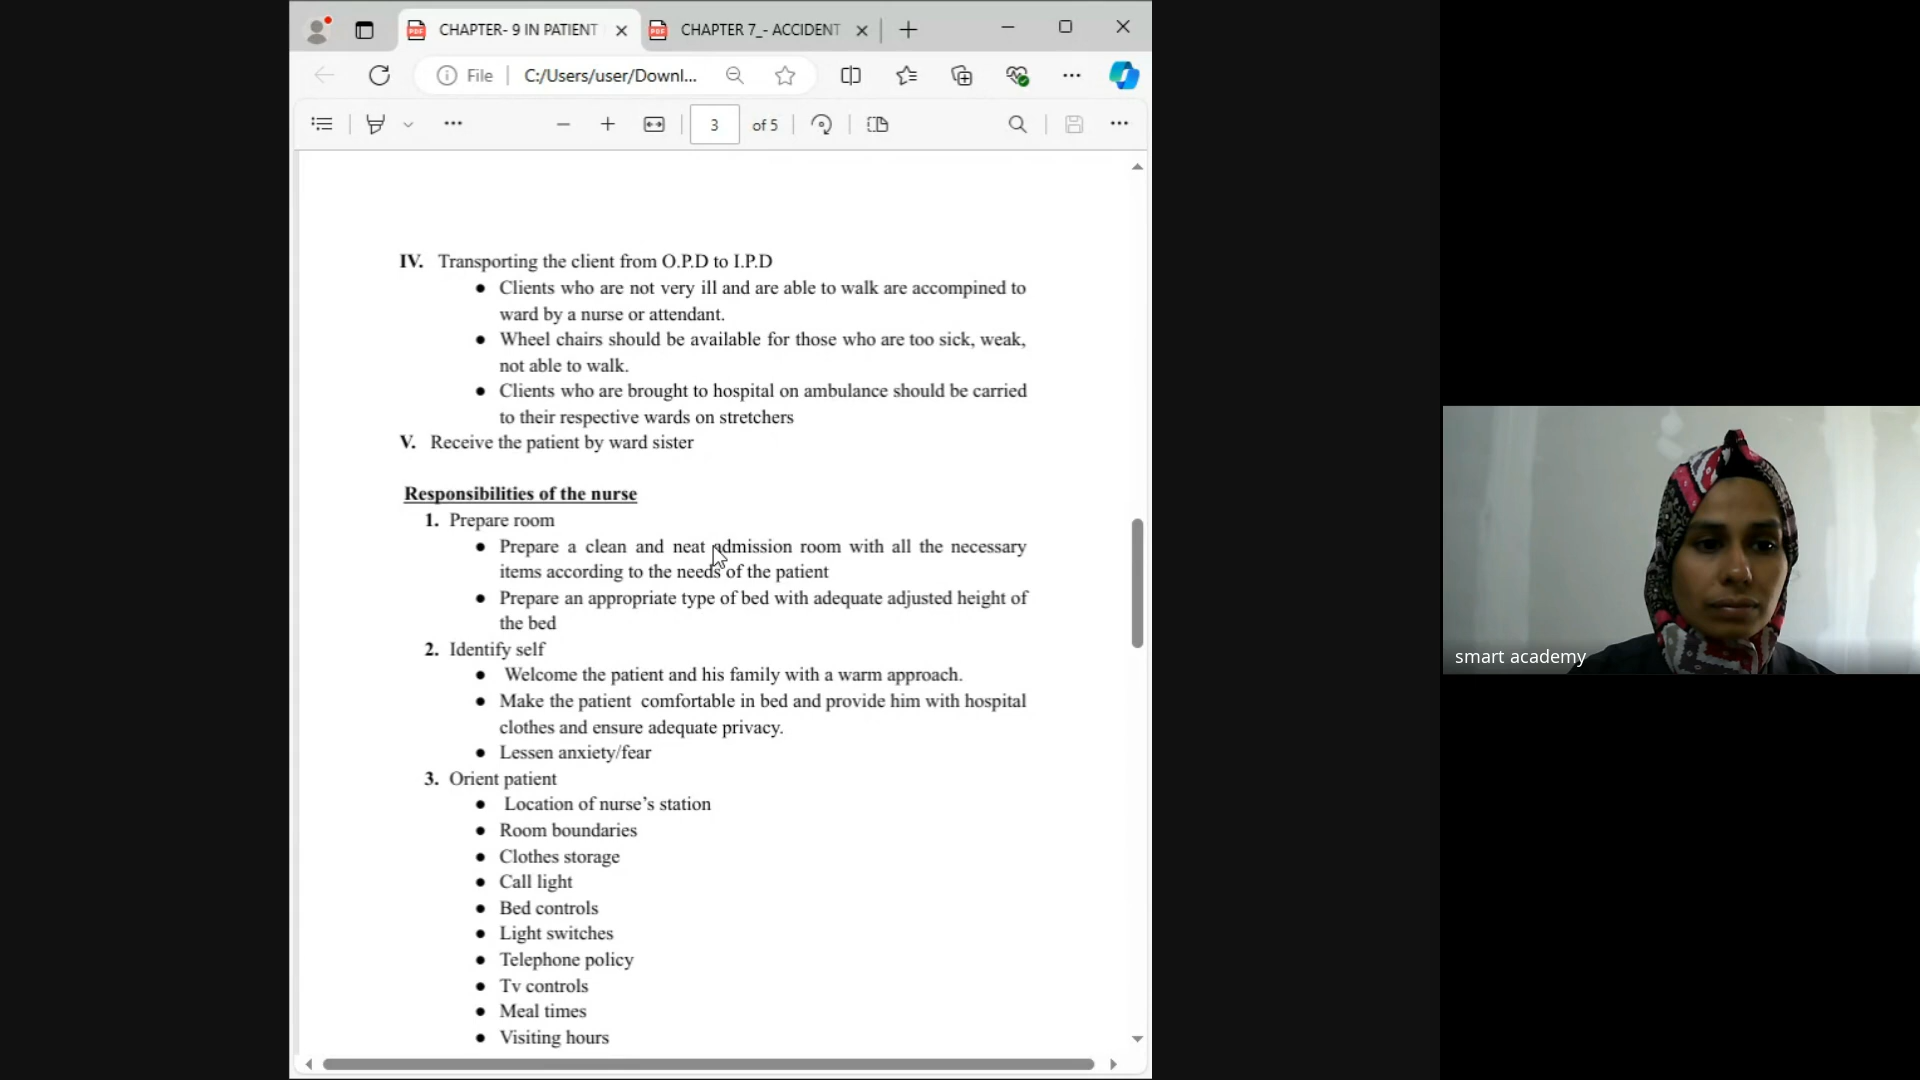 CHAPTER- 9 IN PATIENT
CHAPTER 7_- ACCIDENT
File
C:/Users/user/Downl...
3 of 5
IV. Transporting the client from O.P.D to I.P.D
● Clients who are not very ill and are able to walk are accompined to
ward by a nurse or attendant.
● Wheel chairs should be available for those who are too sick, weak,
not able to walk.
● Clients who are brought to hospital on ambulance should be carried
to their respective wards on stretchers
V. Receive the patient by ward sister
Responsibilities of the nurse
1. Prepare room
● Prepare a clean and neat admission room with all the necessary
items according to the needs of the patient
● Prepare an appropriate type of bed with adequate adjusted height of
the bed
2. Identify self
● Welcome the patient and his family with a warm approach.
● Make the patient comfortable in bed and provide him with hospital
clothes and ensure adequate privacy.
● Lessen anxiety/fear
3. Orient patient
● Location of nurse’s station
● Room boundaries
● Clothes storage
● Call light
● Bed controls
● Light switches
● Telephone policy
● Tv controls
● Meal times
● Visiting hours
smart academy